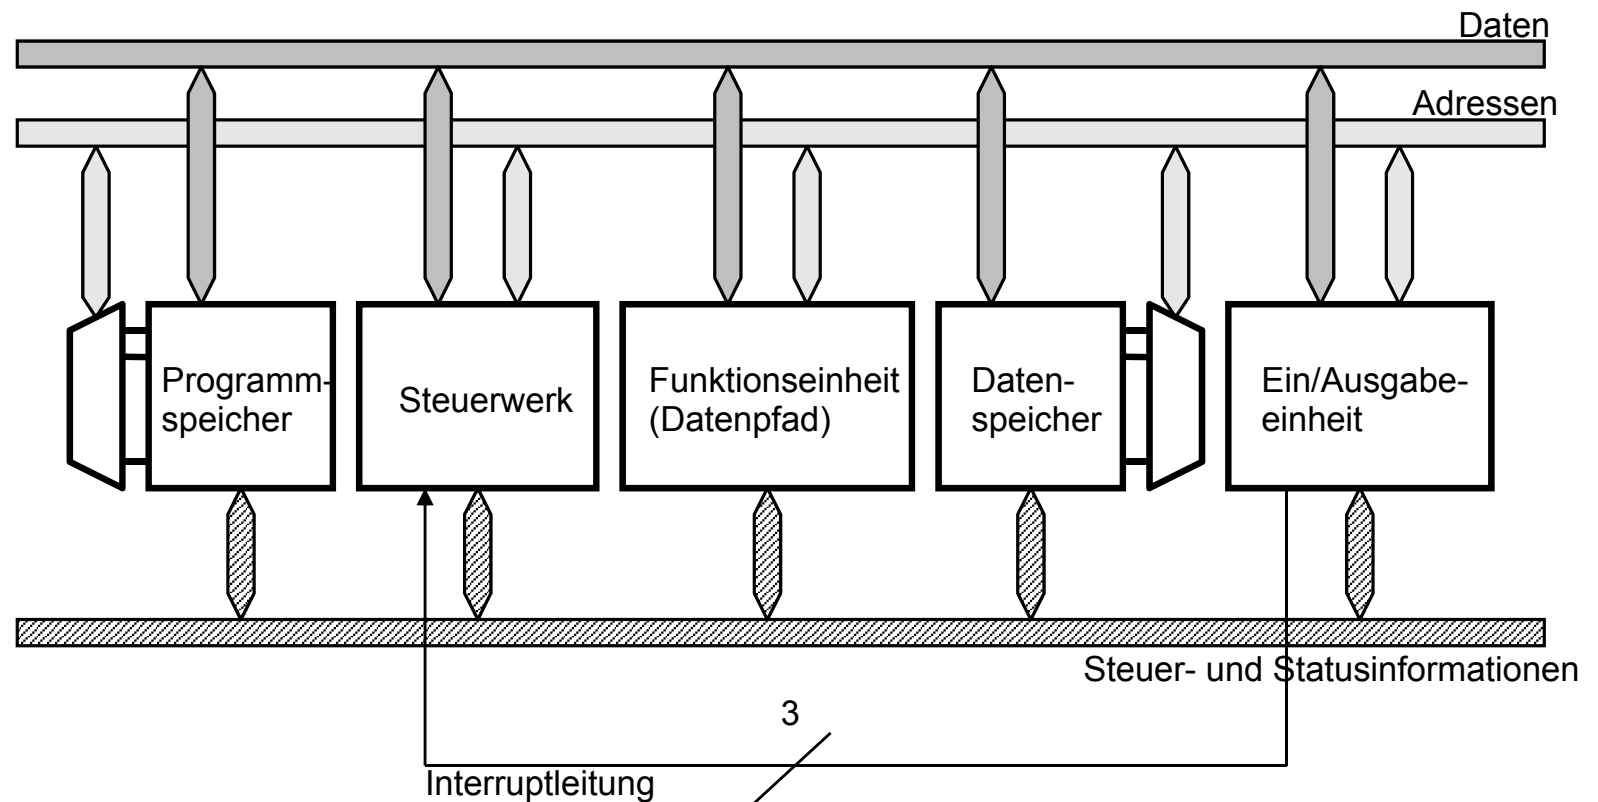 Daten
Adressen
Programm-
speicher
Steuerwerk
Funktionseinheit
(Datenpfad)
Daten-
speicher
Ein/Ausgabe-
einheit
Steuer- und Statusinformationen
3
Interruptleitung